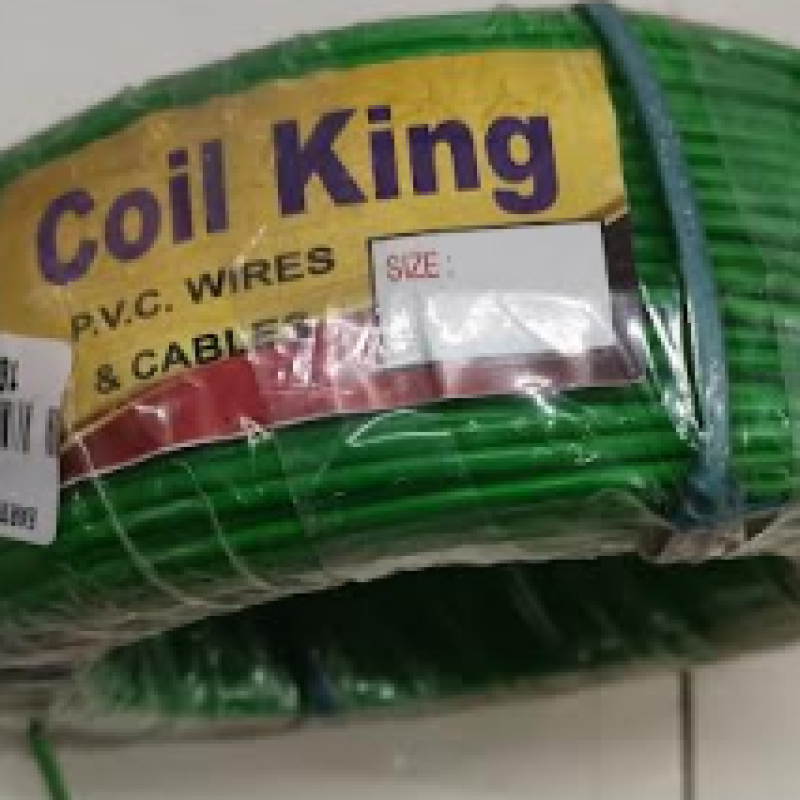 Coil King
P.V.C. WIRES
& CABLES
SIZE :